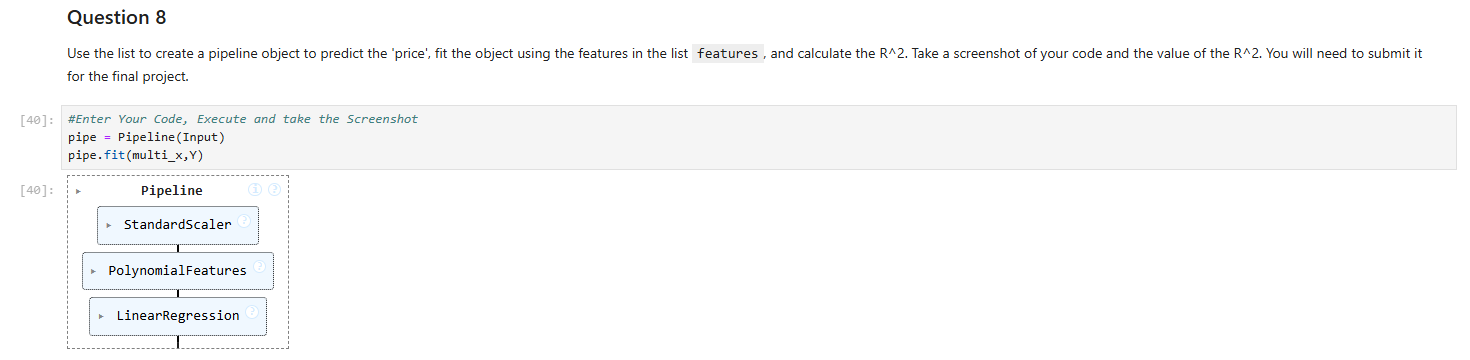 Question 8
Use the list to create a pipeline object to predict the 'price', fit the object using the features in the list features , and calculate the R^2. Take a screenshot of your code and the value of the R^2. You will need to submit it
for the final project.
[40]: #Enter Your Code, Execute and take the Screenshot
pipe = Pipeline(Input)
pipe.fit(multi_x,Y)
[40]: ▸ Pipeline i ?
▸ StandardScaler ?
▸ PolynomialFeatures ?
▸ LinearRegression ?